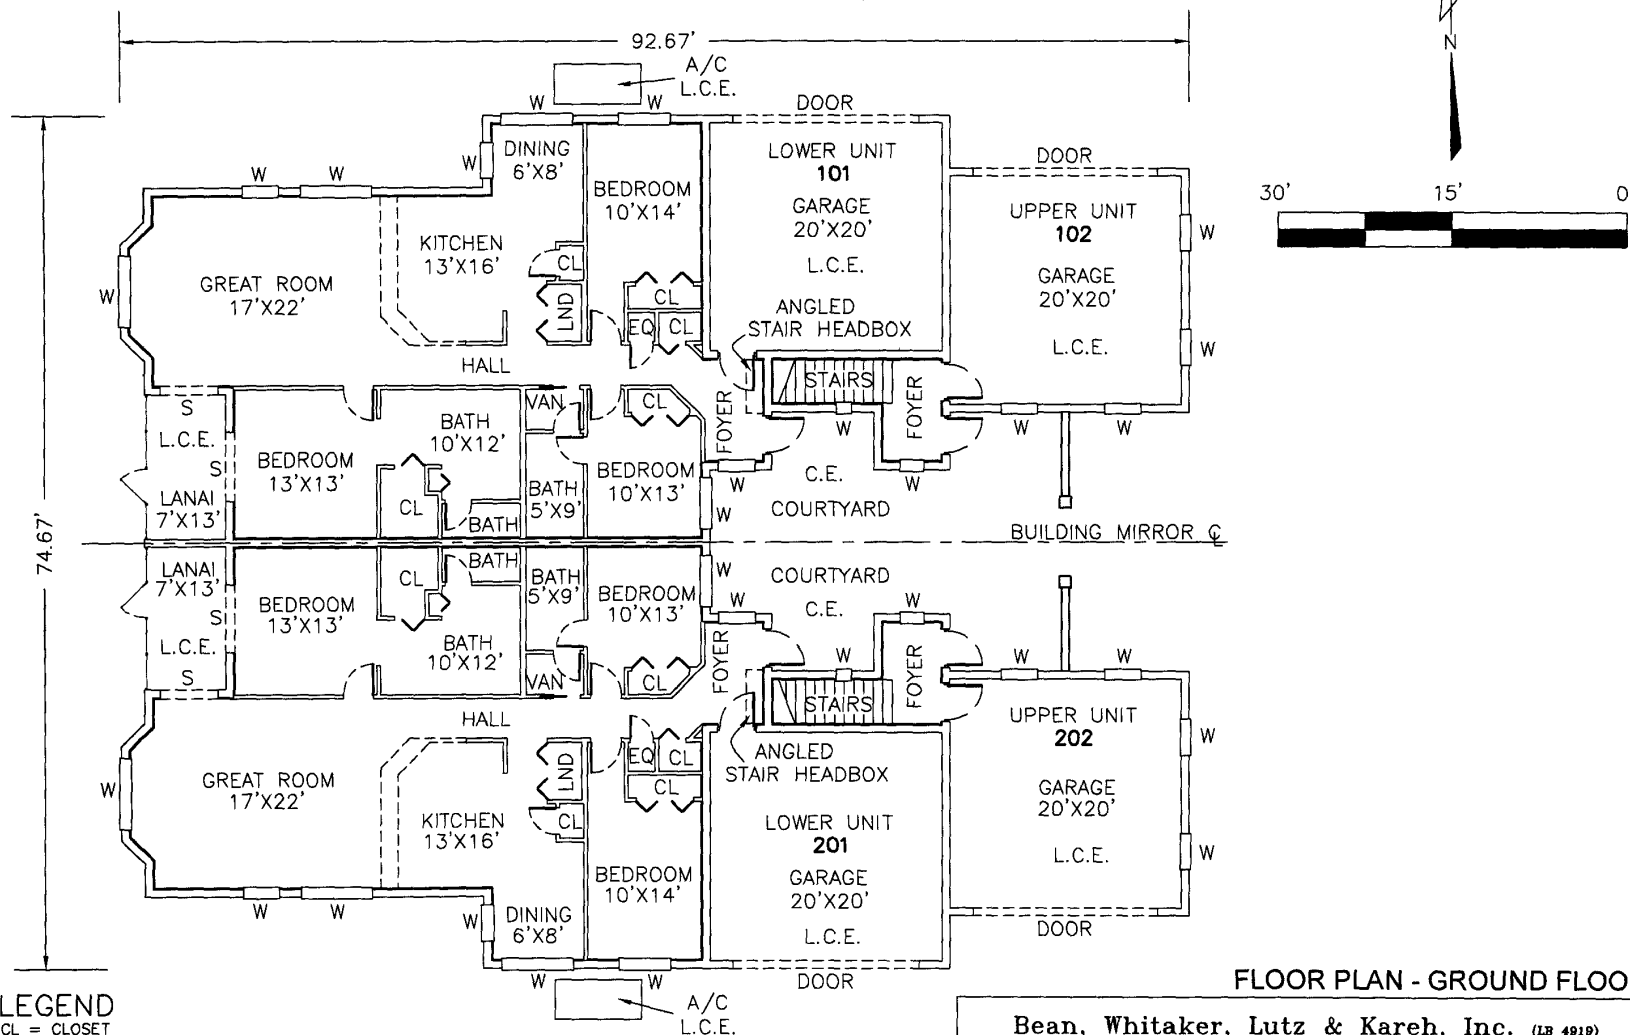 92.67'
A/C
L.C.E.
N
30' 15' 0
74.67'
W
W
DOOR
DINING
6'X8'
W
W
W
LOWER UNIT
101
GARAGE
20'X20'
L.C.E.
DOOR
BEDROOM
10'X14'
UPPER UNIT
102
GARAGE
20'X20'
L.C.E.
W
W
KITCHEN
13'X16'
CL
LND
GREAT ROOM
17'X22'
W
CL
EQ
CL
ANGLED
STAIR HEADBOX
HALL
STAIRS
FOYER
FOYER
S
L.C.E.
S
LANAI
7'X13'
VAN
CL
BATH
10'X12'
BEDROOM
13'X13'
CL
BATH
BATH
5'X9'
BEDROOM
10'X13'
W
W
W
W
W
W
C.E.
COURTYARD
BUILDING MIRROR ℄
LANAI
7'X13'
S
L.C.E.
S
BEDROOM
13'X13'
CL
BATH
BATH
10'X12'
BATH
5'X9'
VAN
BEDROOM
10'X13'
CL
W
COURTYARD
C.E.
W
W
W
W
W
FOYER
FOYER
STAIRS
HALL
EQ
CL
CL
LND
CL
ANGLED
STAIR HEADBOX
UPPER UNIT
202
GARAGE
20'X20'
L.C.E.
W
W
DOOR
GREAT ROOM
17'X22'
W
KITCHEN
13'X16'
LOWER UNIT
201
GARAGE
20'X20'
L.C.E.
DOOR
BEDROOM
10'X14'
W
W
W
DINING
6'X8'
W
W
A/C
L.C.E.
LEGEND
CL = CLOSET
FLOOR PLAN - GROUND FLOO
Bean, Whitaker, Lutz & Kareh, Inc. (LB 4919)